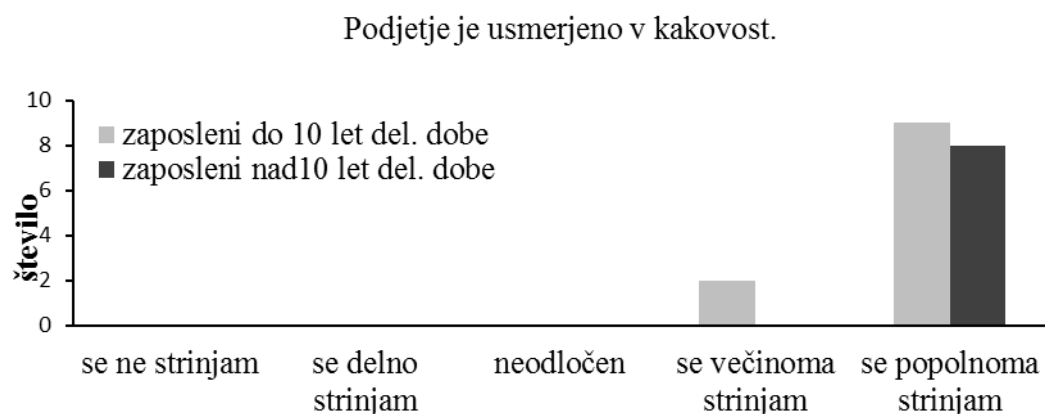 Podjetje je usmerjeno v kakovost.
število
10
8
6
4
2
0
zaposleni do 10 let del. dobe
zaposleni nad10 let del. dobe
se ne strinjam
se delno
strinjam
neodločen
se večinoma
strinjam
se popolnoma
strinjam